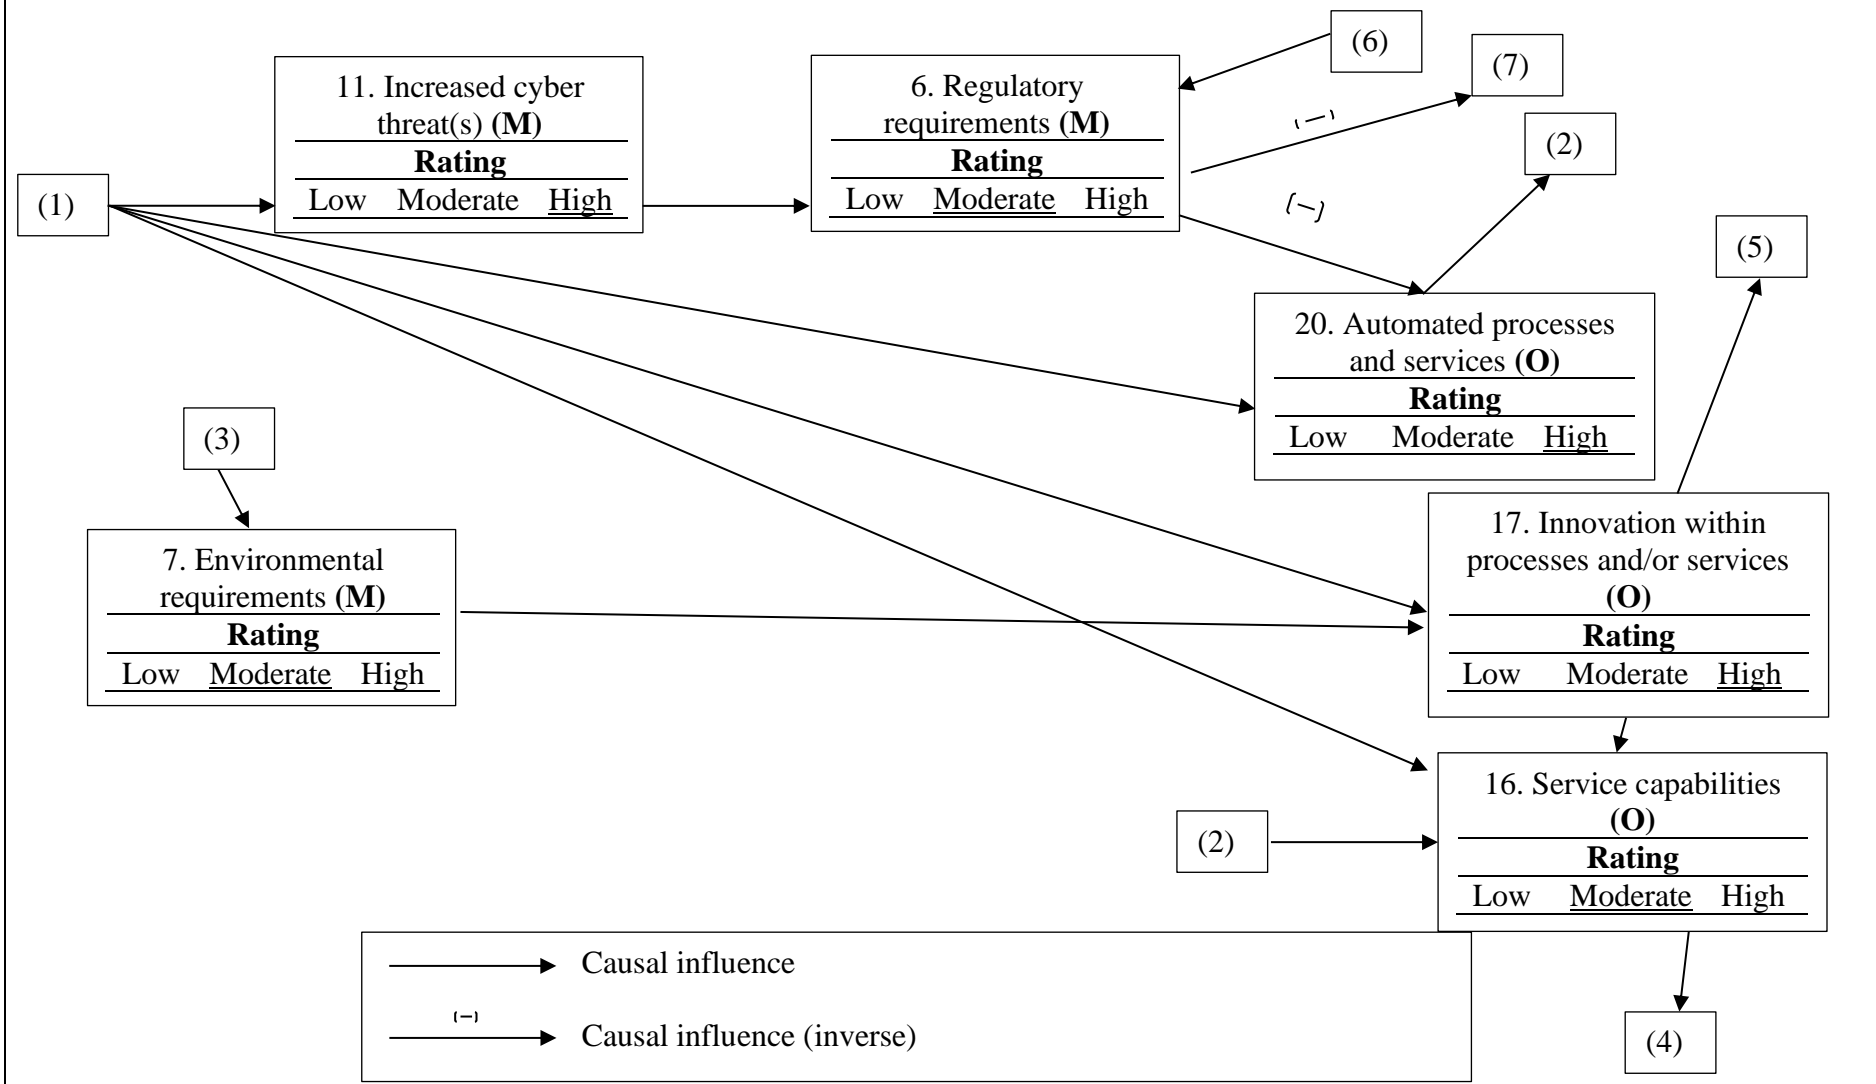 (6)
(7)
11. Increased cyber
threat(s) (M)
Rating
Low Moderate High
6. Regulatory
requirements (M)
Rating
Low Moderate High
(–)
(2)
(1)
(–)
(5)
20. Automated processes
and services (O)
Rating
Low Moderate High
(3)
7. Environmental
requirements (M)
Rating
Low Moderate High
17. Innovation within
processes and/or services
(O)
Rating
Low Moderate High
16. Service capabilities
(O)
Rating
Low Moderate High
(2)
Causal influence
(–)
Causal influence (inverse)
(4)